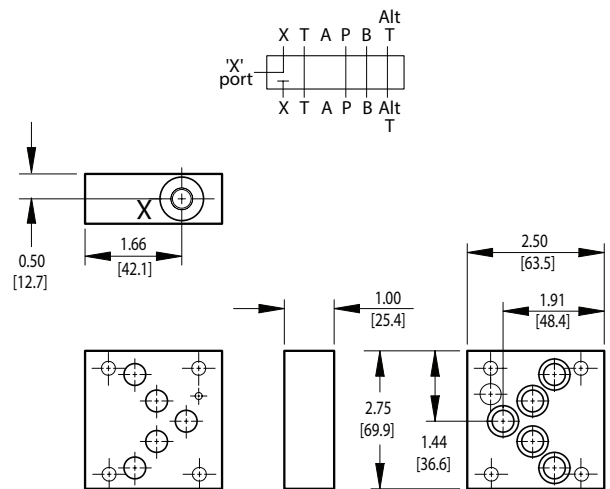 Alt
X T A P B T
'X'
port
X T A P B Alt
T
X
0.50
[12.7]
1.66
[42.1]
2.50
[63.5]
1.00
[25.4]
1.91
[48.4]
2.75
[69.9]
1.44
[36.6]